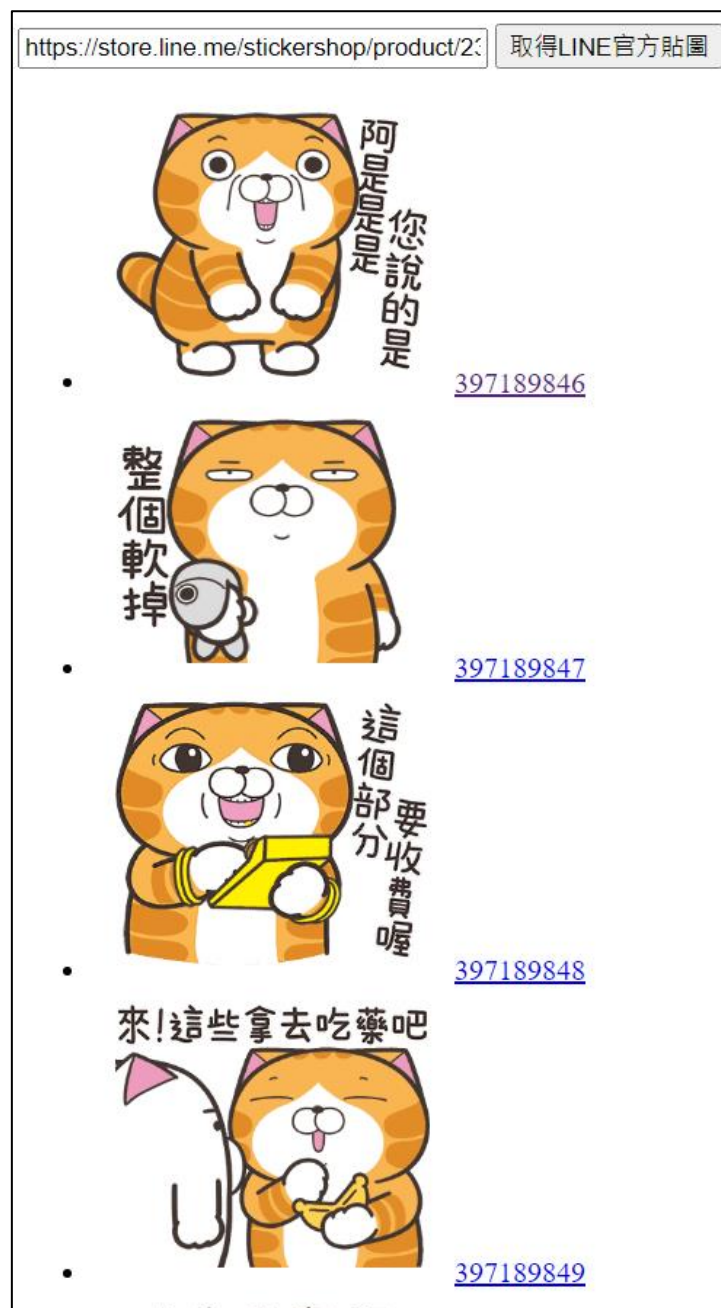 https://store.line.me/stickershop/product/23
取得LINE官方貼圖
阿是是是
您說的是
397189846
整個軟掉
397189847
這個部分
要收費喔
397189848
來!這些拿去吃藥吧
397189849